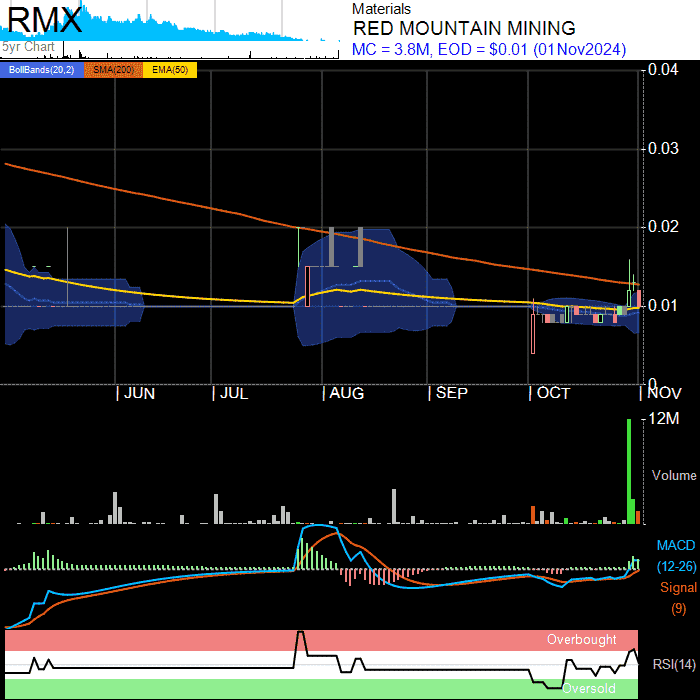 RMX
5yr Chart
Materials
RED MOUNTAIN MINING
MC = 3.8M, EOD = $0.01 (01Nov2024)
BollBands(20,2) SMA(200) EMA(50)
0.04
0.03
0.02
0.01
0
JUN JUL AUG SEP OCT NOV
12M
Volume
MACD
(12-26)
Signal
(9)
Overbought
RSI(14)
Oversold